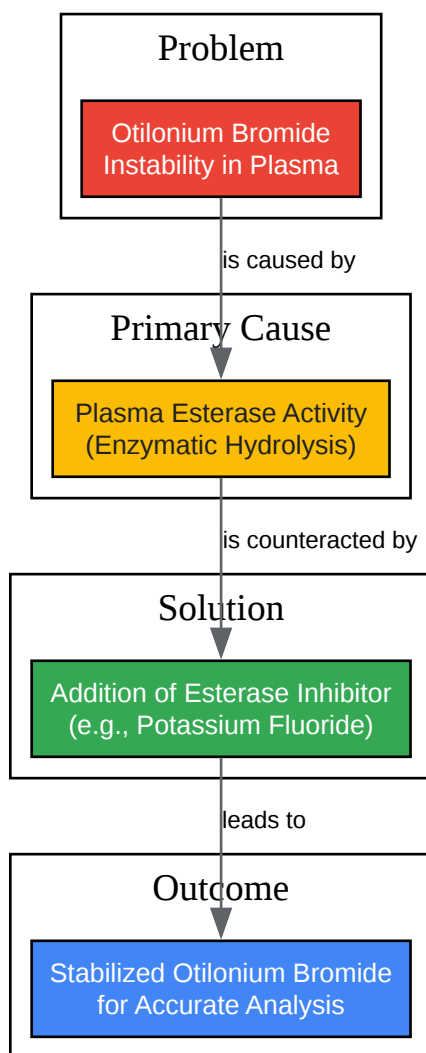 Problem
Otilonium Bromide
Instability in Plasma
is caused by
Primary Cause
Plasma Esterase Activity
(Enzymatic Hydrolysis)
is counteracted by
Solution
Addition of Esterase Inhibitor
(e.g., Potassium Fluoride)
leads to
Outcome
Stabilized Otilonium Bromide
for Accurate Analysis